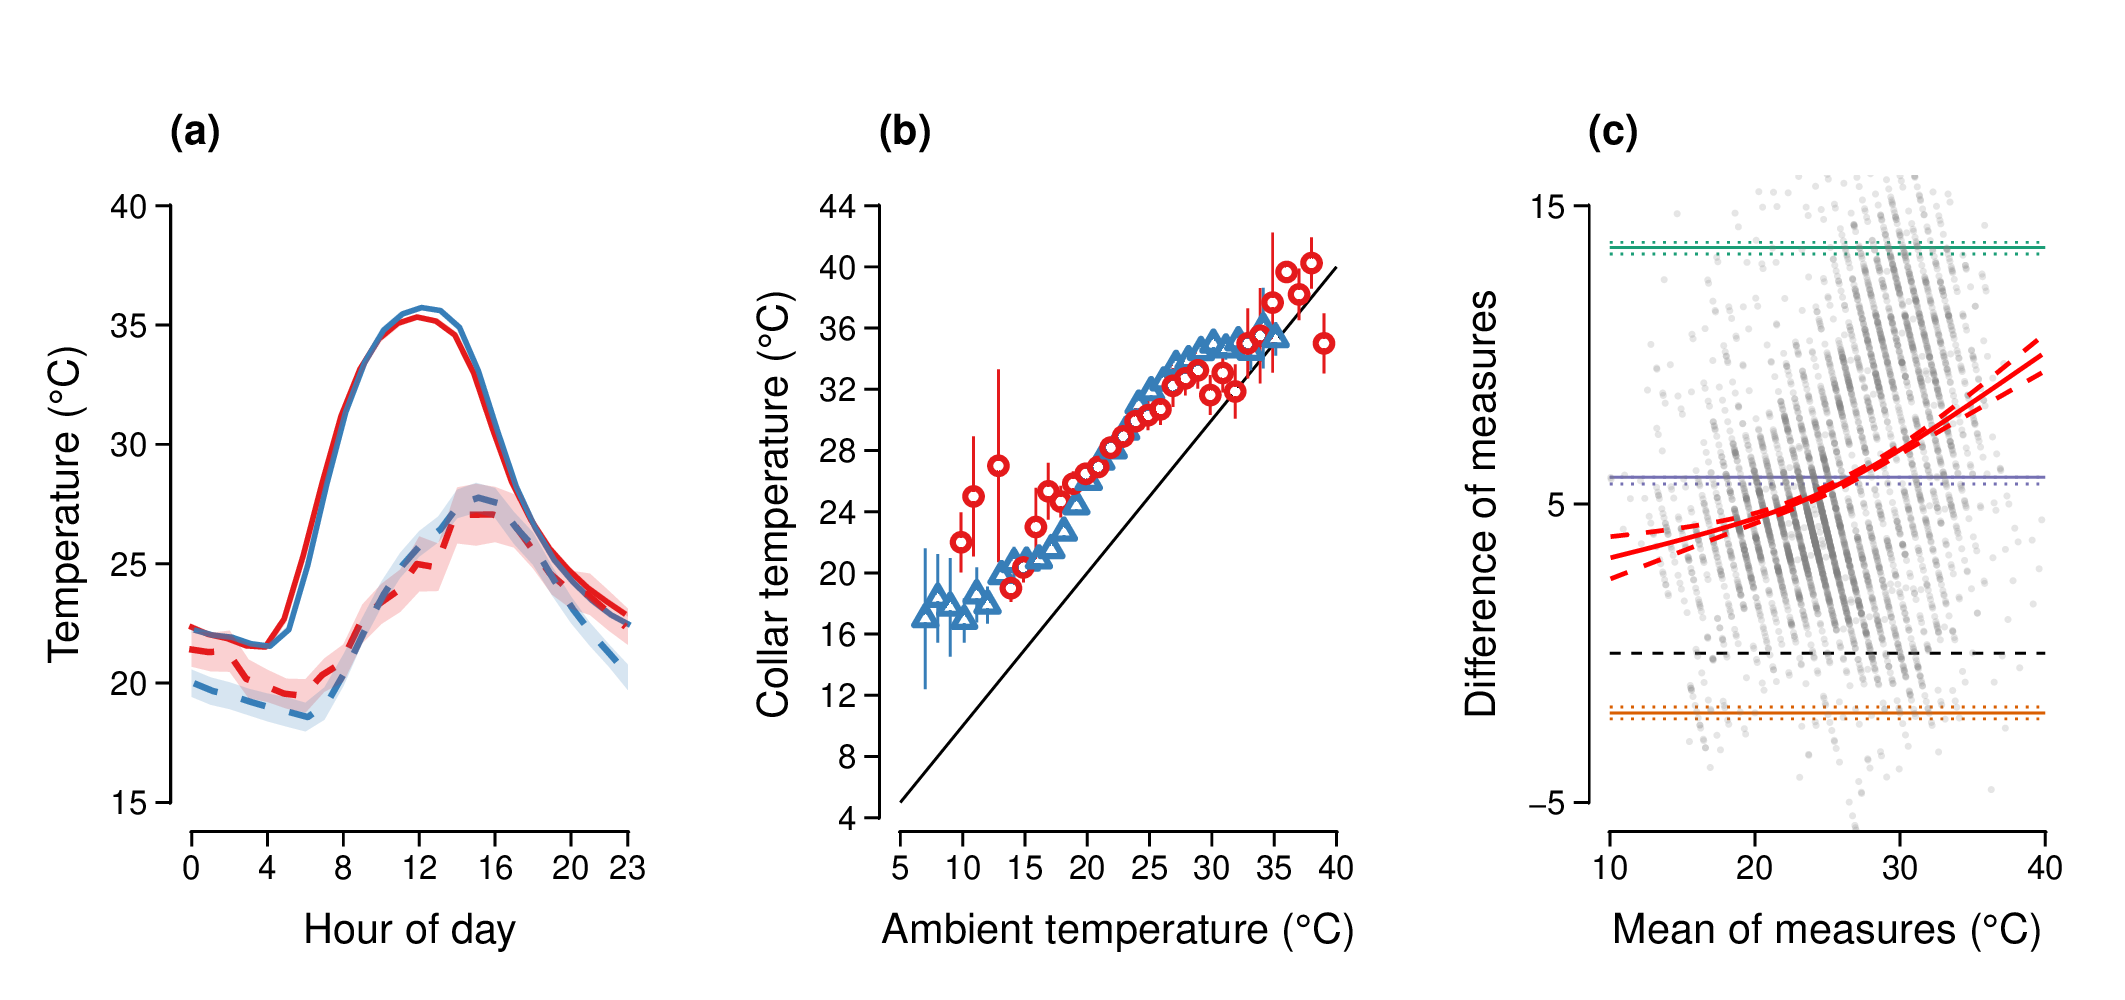 (a)
(b)
(c)
Temperature (°C)
40
35
30
25
20
15
0 4 8 12 16 20 23
Hour of day
Collar temperature (°C)
44
40
36
32
28
24
20
16
12
8
4
5 10 15 20 25 30 35 40
Ambient temperature (°C)
Difference of measures
15
5
−5
10 20 30 40
Mean of measures (°C)